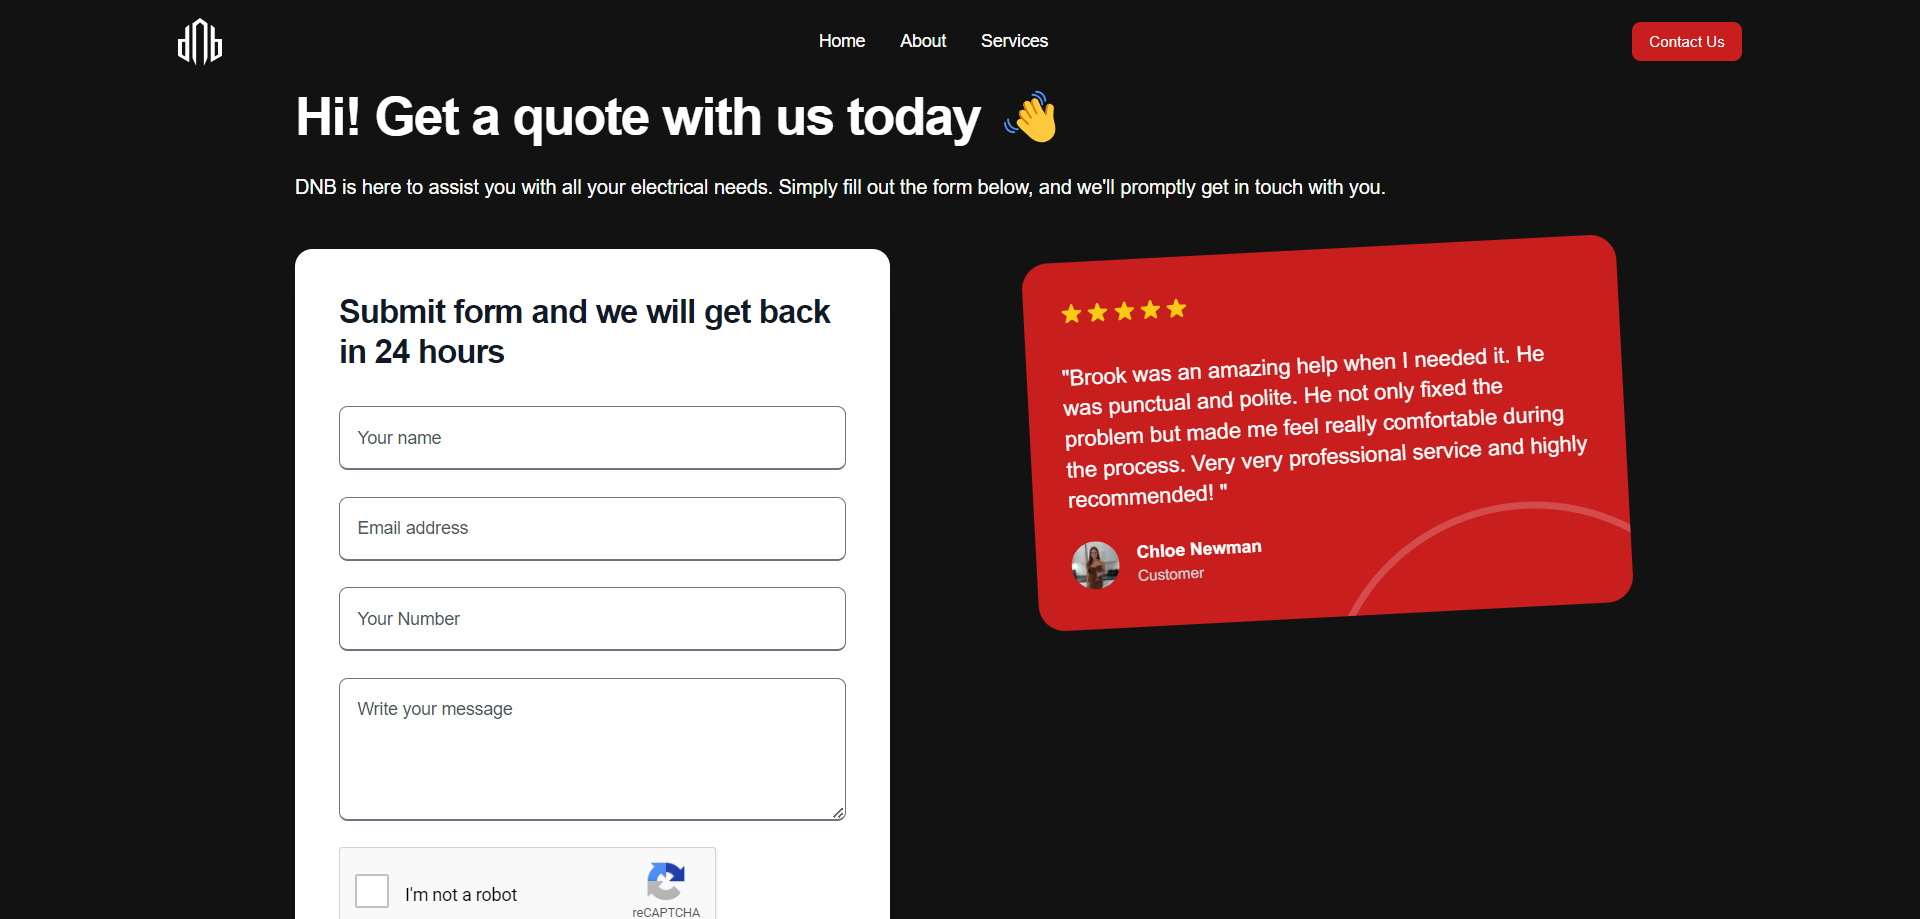 dNb
Home
About
Services
Contact Us
Hi! Get a quote with us today 👋
DNB is here to assist you with all your electrical needs. Simply fill out the form below, and we'll promptly get in touch with you.
Submit form and we will get back
in 24 hours
Your name
Email address
Your Number
Write your message
I'm not a robot
reCAPTCHA
"Brook was an amazing help when I needed it. He
was punctual and polite. He not only fixed the
problem but made me feel really comfortable during
the process. Very very professional service and highly
recommended! "
Chloe Newman
Customer